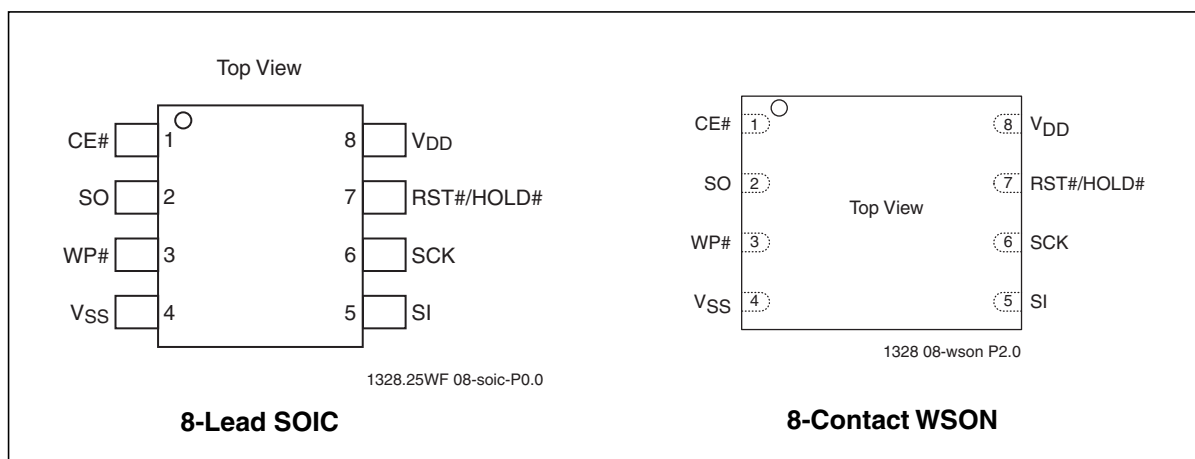 Top View
CE# 1 8 VDD
SO 2 7 RST#/HOLD#
WP# 3 6 SCK
VSS 4 5 SI
1328.25WF 08-soic-P0.0
8-Lead SOIC
CE# 1 8 VDD
SO 2 7 RST#/HOLD#
Top View
WP# 3 6 SCK
VSS 4 5 SI
1328 08-wson P2.0
8-Contact WSON